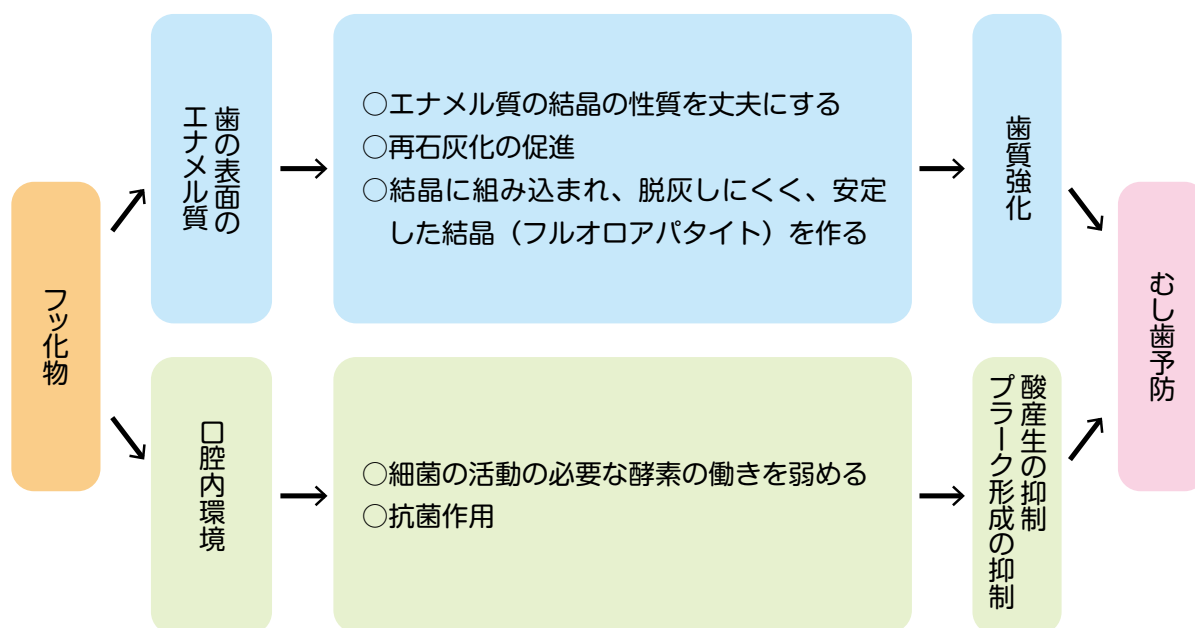 フッ化物
歯の表面の
エナメル質
○エナメル質の結晶の性質を丈夫にする
○再石灰化の促進
○結晶に組み込まれ、脱灰しにくく、安定
した結晶（フルオロアパタイト）を作る
歯質強化
口腔内環境
○細菌の活動の必要な酵素の働きを弱める
○抗菌作用
酸産生の抑制
プラーク形成の抑制
むし歯予防